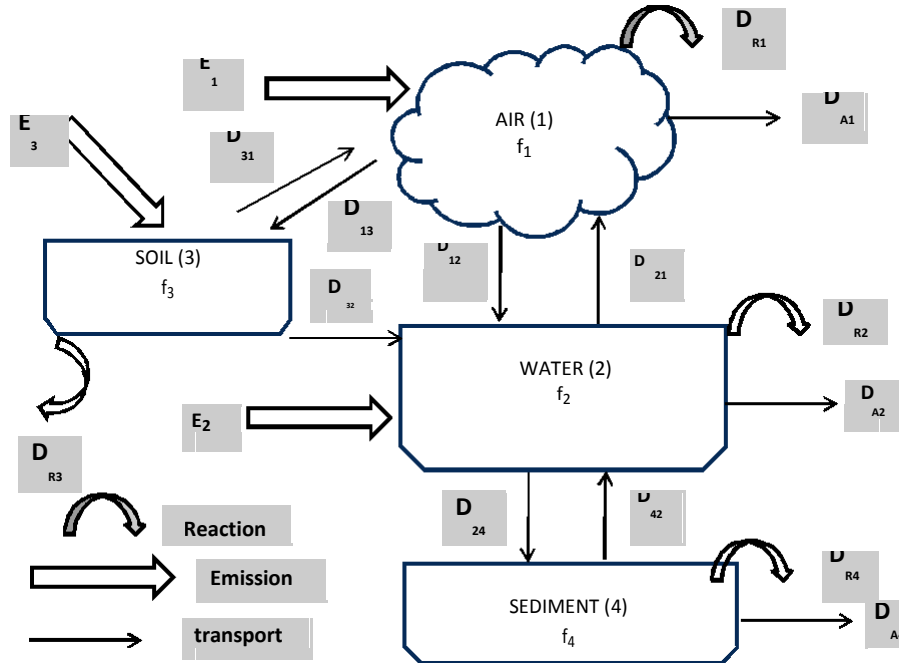 D
R1
E
1
AIR (1)
f1
D
A1
E
3
D
31
D
13
SOIL (3)
f3
D
12
D
21
D
32
D
R2
WATER (2)
f2
E2
D
A2
D
R3
D
24
D
42
Reaction
Emission
D
R4
SEDIMENT (4)
f4
D
transport